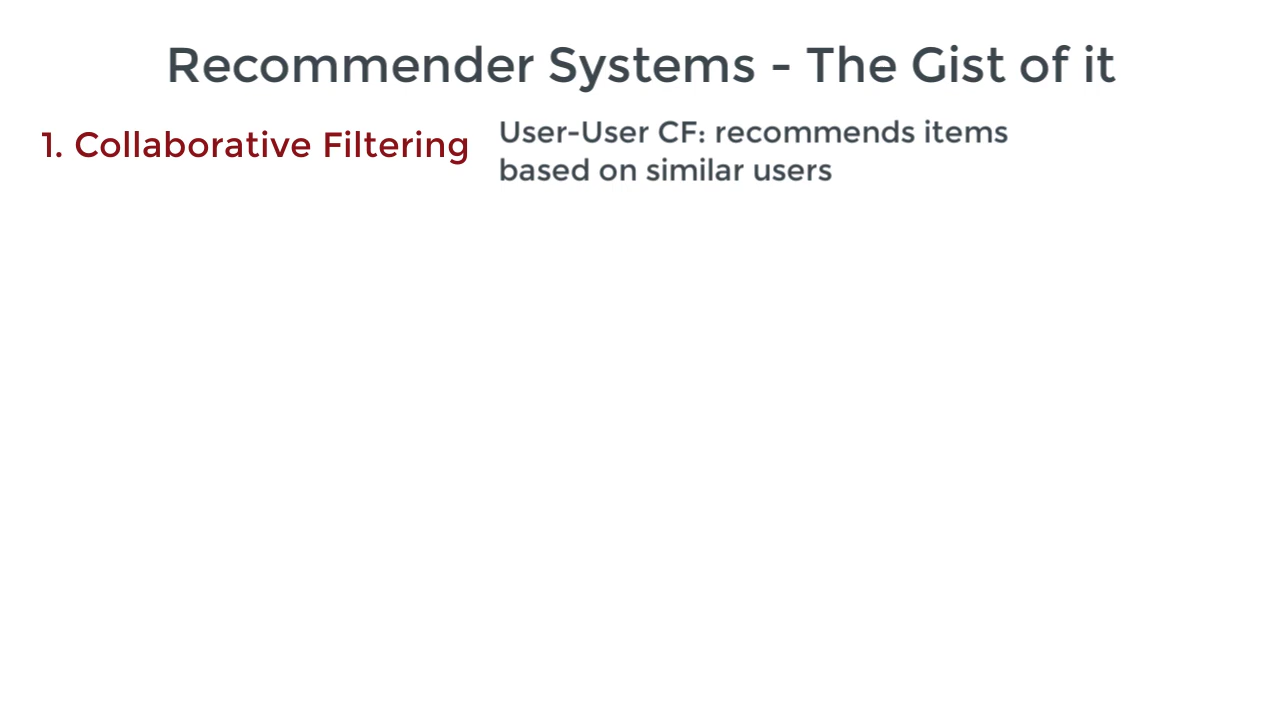 Recommender Systems - The Gist of it
1. Collaborative Filtering
User-User CF: recommends items
based on similar users